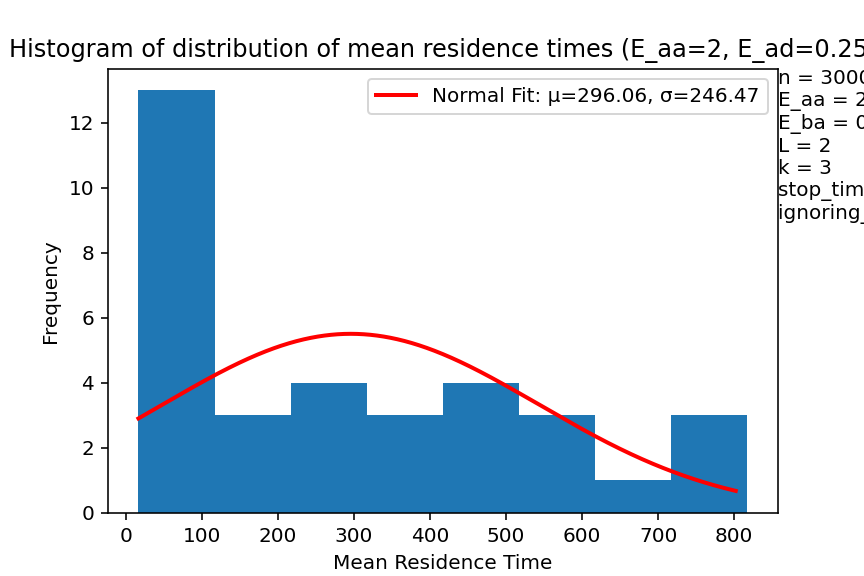 Histogram of distribution of mean residence times (E_aa=2, E_ad=0.25
Normal Fit: μ=296.06, σ=246.47
n = 3000
E_aa = 2
E_ba = 0
L = 2
k = 3
stop_tim
ignoring_
Frequency
12
10
8
6
4
2
0
0 100 200 300 400 500 600 700 800
Mean Residence Time